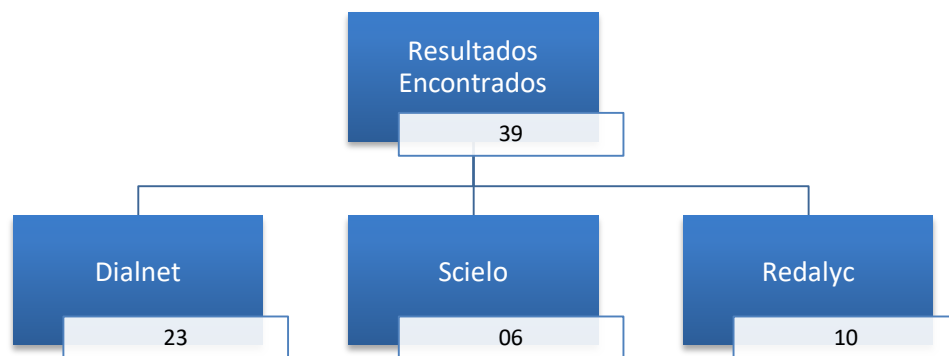 Resultados
Encontrados
39
Dialnet
Scielo
Redalyc
23
06
10